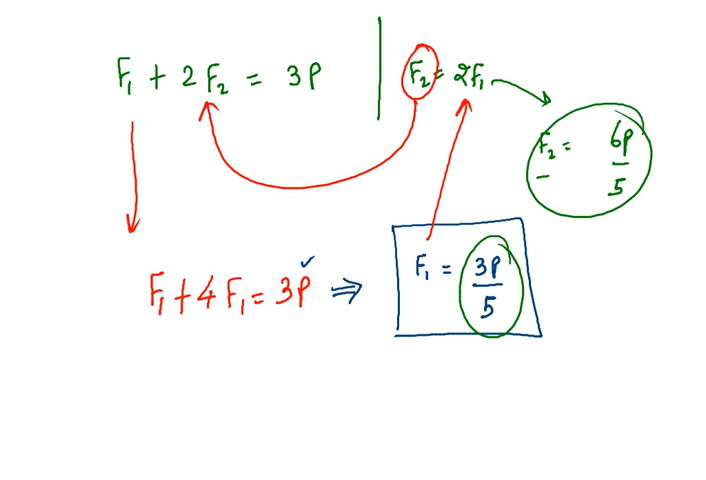 F₁ + 2F₂ = 3P | F₂ = 2F₁
F₂ = 6P/5
F₁ + 4F₁ = 3P ⇒ F₁ = 3P/5